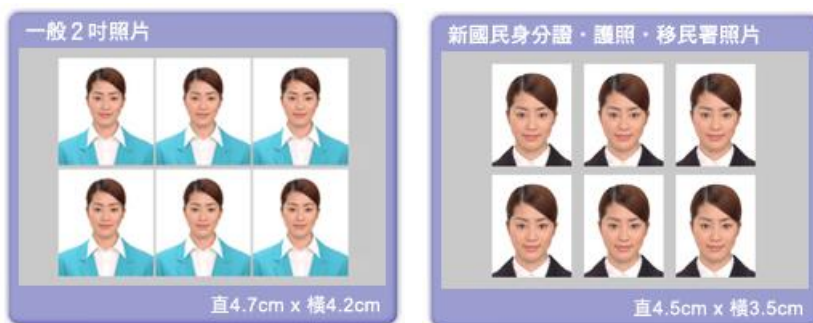 一般2吋照片
直4.7cm x 橫4.2cm
新國民身分證・護照・移民署照片
直4.5cm x 橫3.5cm